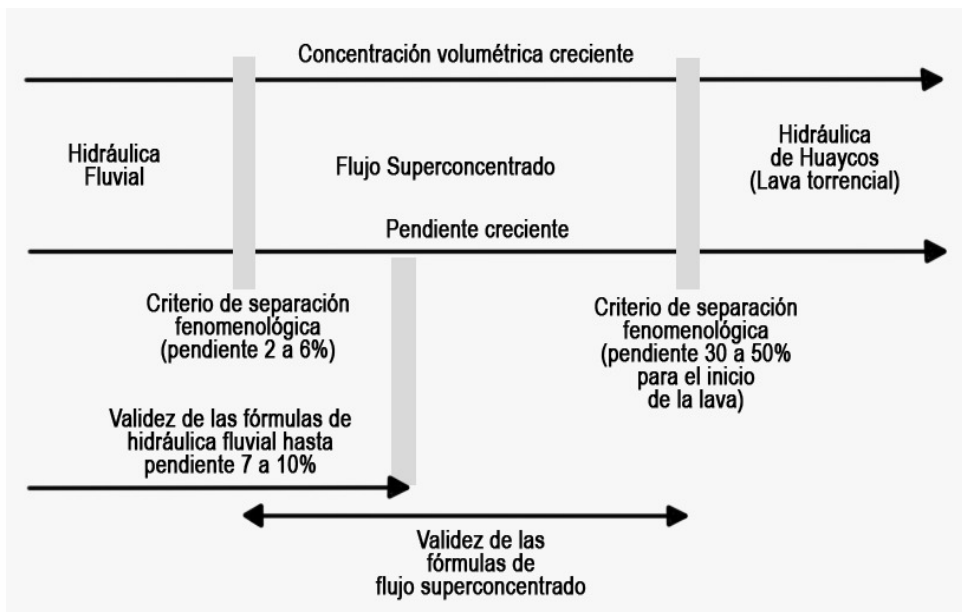 Concentración volumétrica creciente
Hidráulica
Fluvial
Flujo Superconcentrado
Hidráulica
de Huaycos
(Lava torrencial)
Pendiente creciente
Criterio de separación
fenomenológica
(pendiente 2 a 6%)
Criterio de separación
fenomenológica
(pendiente 30 a 50%
para el inicio
de la lava)
Validez de las fórmulas de
hidráulica fluvial hasta
pendiente 7 a 10%
Validez de las
fórmulas de
flujo superconcentrado